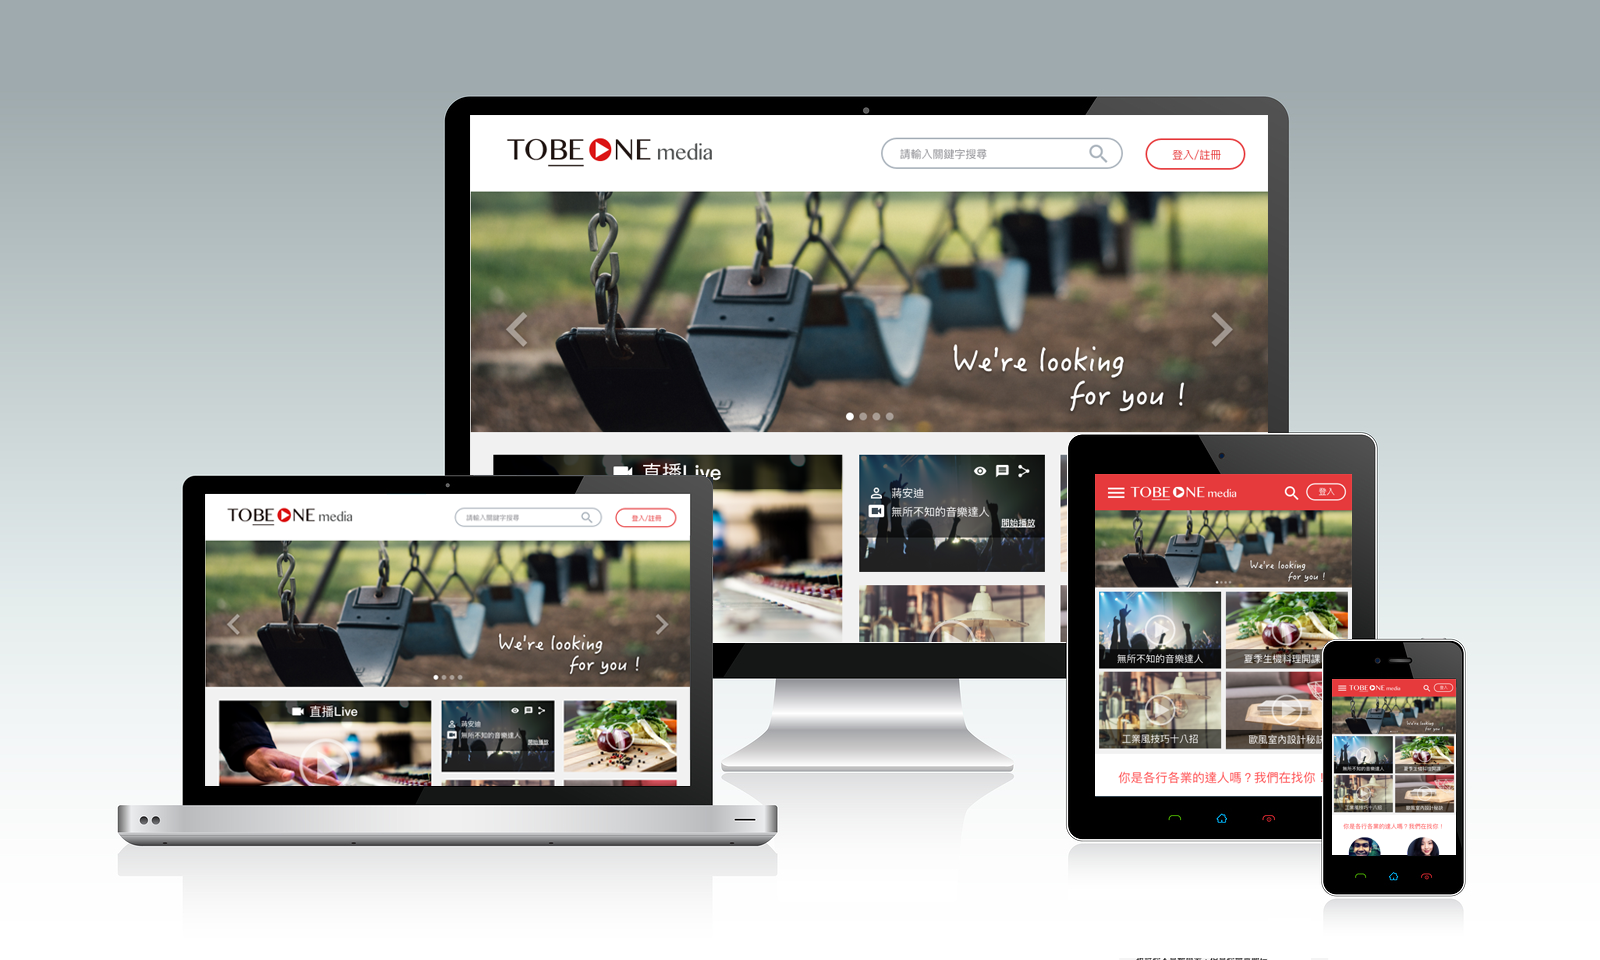 TOBE ONE media
請輸入關鍵字搜尋
登入/註冊
We're looking
for you !
直播Live
蔣安迪
無所不知的音樂達人
開始播放
TOBE ONE media
請輸入關鍵字搜尋
登入/註冊
We're looking
for you !
直播Live
蔣安迪
無所不知的音樂達人
開始播放
TOBE ONE media
登入
We're looking
for you !
無所不知的音樂達人
夏季生機料理開課
工業風技巧十八招
歐風室內設計秘訣
你是各行各業的達人嗎？我們在找你！
TOBE ONE media
登入
We're looking
for you !
無所不知的音樂達人
夏季生機料理開課
工業風技巧十八招
歐風室內設計秘訣
你是各行各業的達人嗎？我們在找你！